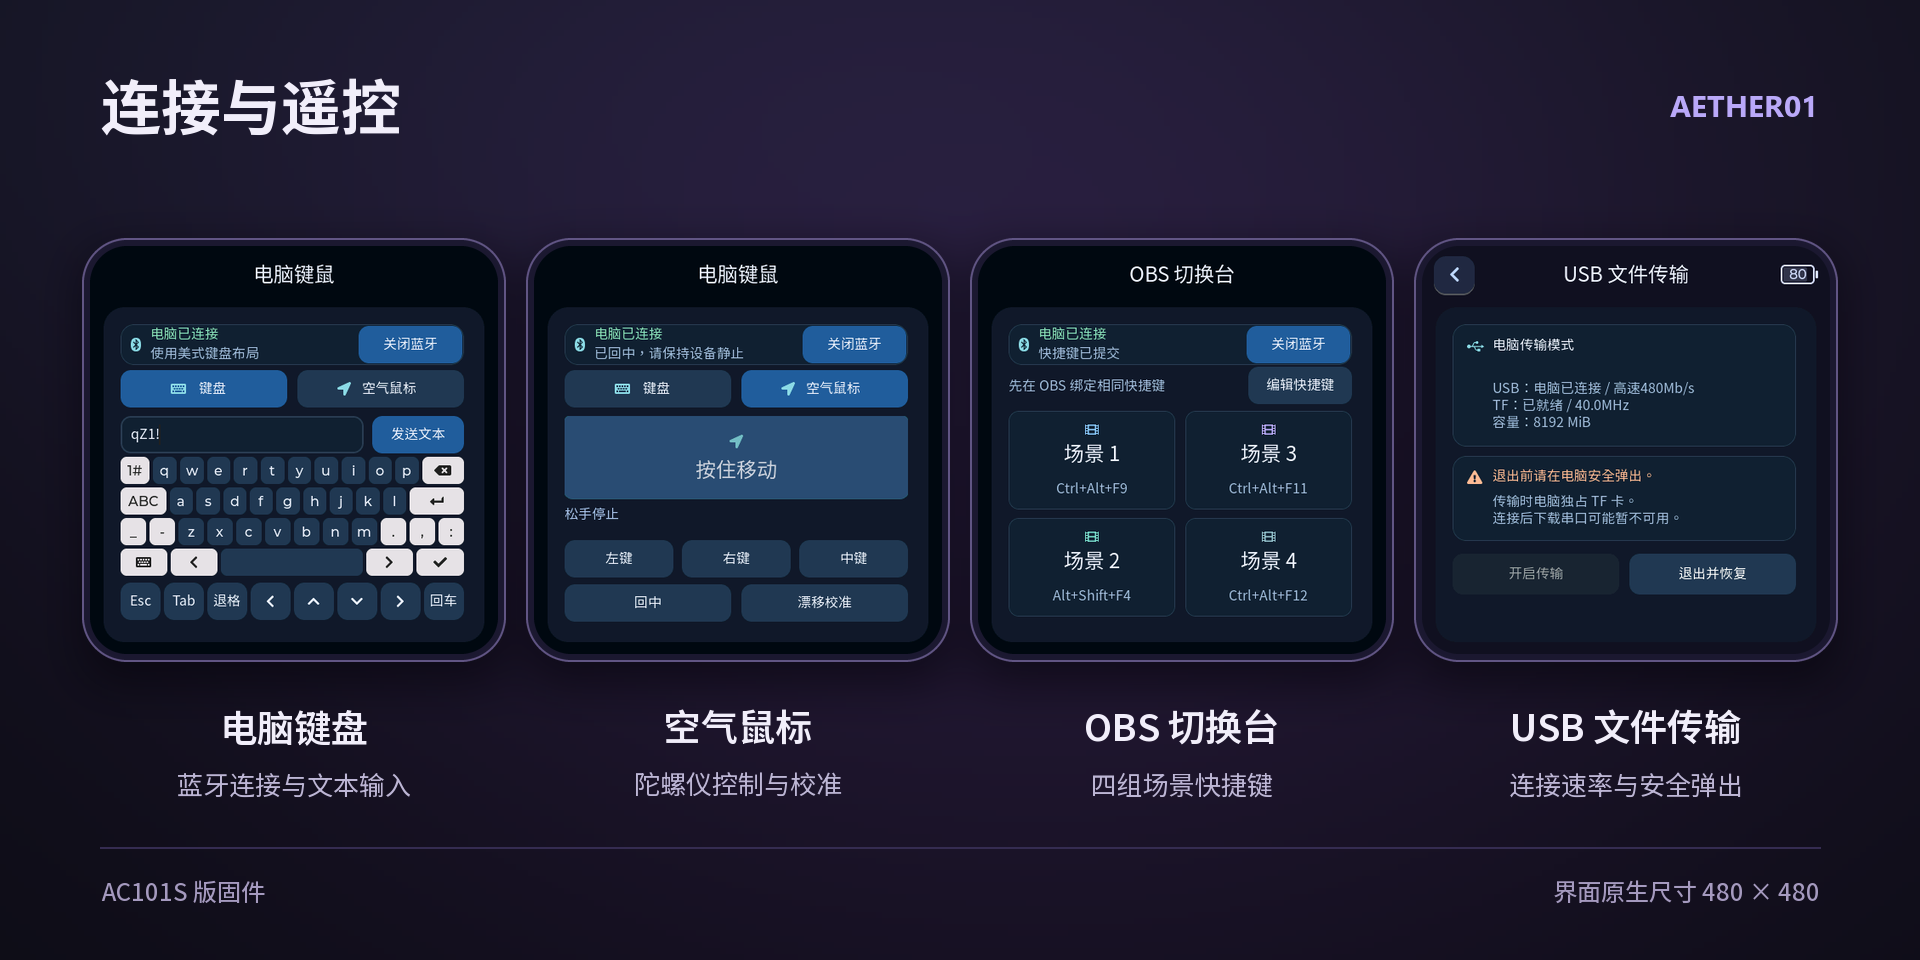 连接与遥控
AETHER01
电脑键鼠
电脑已连接
使用美式键盘布局
关闭蓝牙
键盘
空气鼠标
qZ1!
发送文本
1# q w e r t y u i o p
ABC a s d f g h j k l
_ - z x c v b n m . , :
Esc Tab 退格 回车
电脑键鼠
电脑已连接
已回中，请保持设备静止
关闭蓝牙
键盘
空气鼠标
按住移动
松手停止
左键 右键 中键
回中 漂移校准
OBS 切换台
电脑已连接
快捷键已提交
关闭蓝牙
先在 OBS 绑定相同快捷键
编辑快捷键
场景 1
Ctrl+Alt+F9
场景 3
Ctrl+Alt+F11
场景 2
Alt+Shift+F4
场景 4
Ctrl+Alt+F12
USB 文件传输
80
电脑传输模式
USB：电脑已连接 / 高速480Mb/s
TF：已就绪 / 40.0MHz
容量：8192 MiB
退出前请在电脑安全弹出。
传输时电脑独占 TF 卡。
连接后下载串口可能暂不可用。
开启传输
退出并恢复
电脑键盘
蓝牙连接与文本输入
空气鼠标
陀螺仪控制与校准
OBS 切换台
四组场景快捷键
USB 文件传输
连接速率与安全弹出
AC101S 版固件
界面原生尺寸 480 × 480